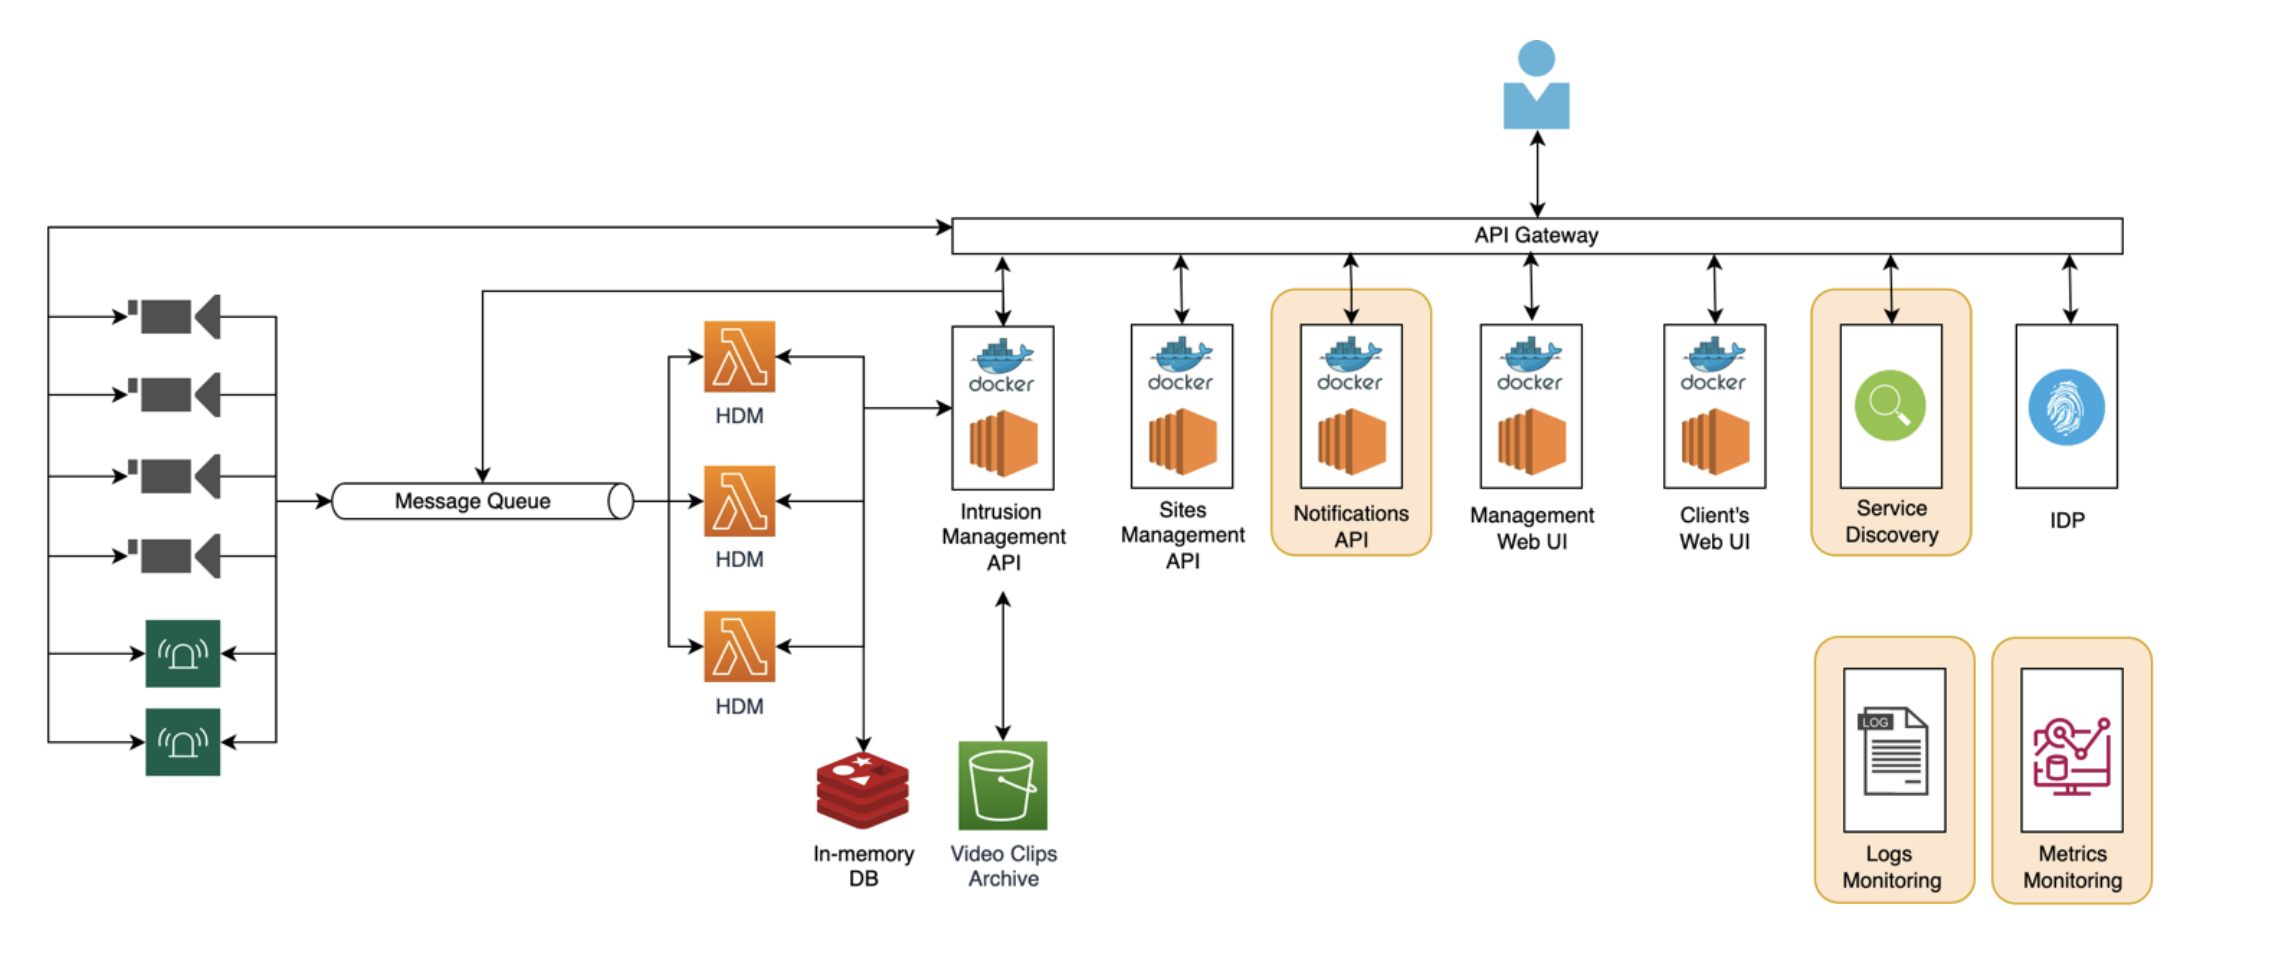 API Gateway
docker
docker
docker
docker
docker
HDM
Message Queue
HDM
HDM
Intrusion
Management
API
Sites
Management
API
Notifications
API
Management
Web UI
Client's
Web UI
Service
Discovery
IDP
In-memory
DB
Video Clips
Archive
LOG
Logs
Monitoring
Metrics
Monitoring